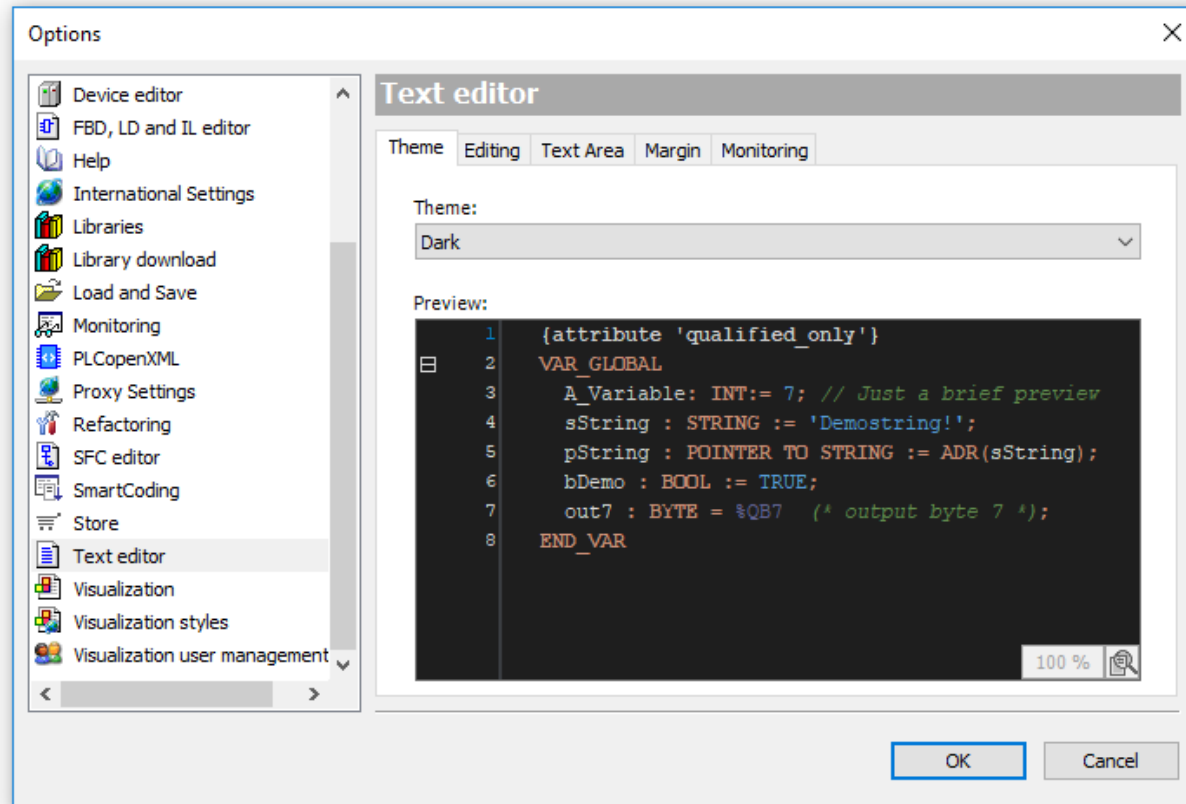 Options
Device editor
FBD, LD and IL editor
Help
International Settings
Libraries
Library download
Load and Save
Monitoring
PLCopenXML
Proxy Settings
Refactoring
SFC editor
SmartCoding
Store
Text editor
Visualization
Visualization styles
Visualization user management
Text editor
Theme Editing Text Area Margin Monitoring
Theme:
Dark
Preview:
1 {attribute 'qualified_only'}
2 VAR_GLOBAL
3 A_Variable: INT:= 7; // Just a brief preview
4 sString : STRING := 'Demostring!';
5 pString : POINTER TO STRING := ADR(sString);
6 bDemo : BOOL := TRUE;
7 out7 : BYTE = %QB7 (* output byte 7 *);
8 END_VAR
100 %
OK Cancel